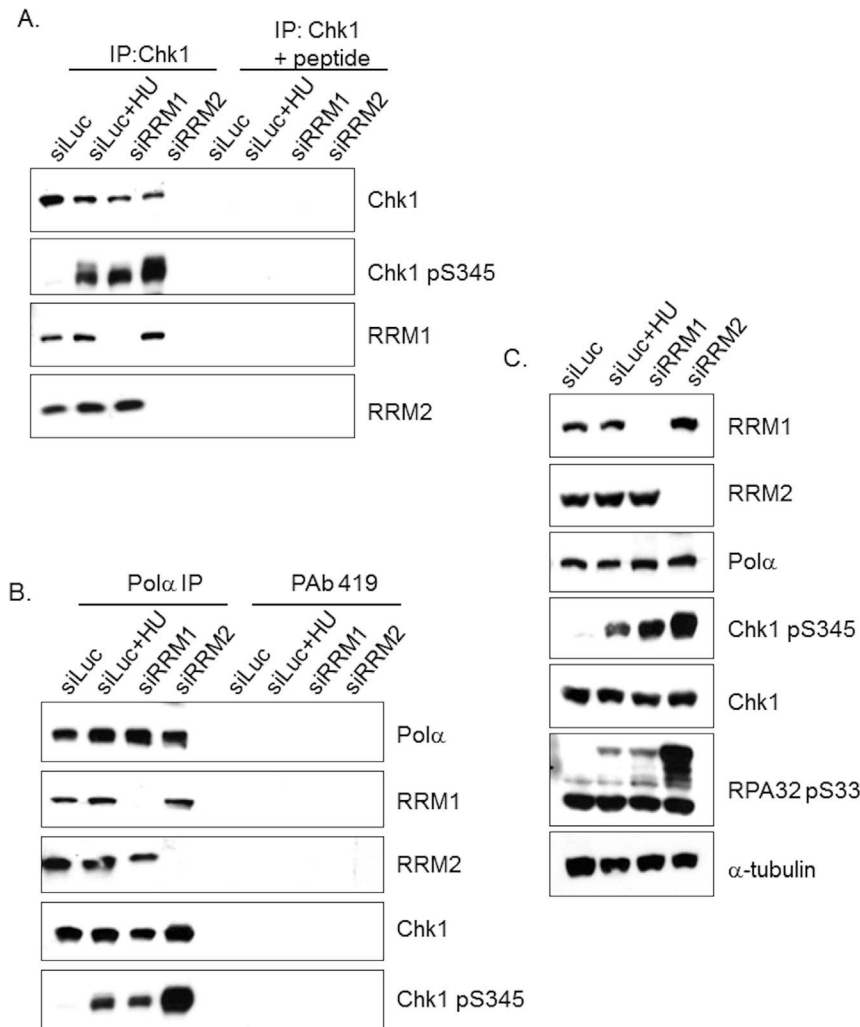 A.
IP:Chk1
IP: Chk1
+ peptide
siLuc siLuc+HU siRRM1 siRRM2 siLuc siLuc+HU siRRM1 siRRM2
Chk1
Chk1 pS345
RRM1
RRM2
B.
Polα IP PAb 419
siLuc siLuc+HU siRRM1 siRRM2 siLuc siLuc+HU siRRM1 siRRM2
Polα
RRM1
RRM2
Chk1
Chk1 pS345
C.
siLuc siLuc+HU siRRM1 siRRM2
RRM1
RRM2
Polα
Chk1 pS345
Chk1
RPA32 pS33
α-tubulin